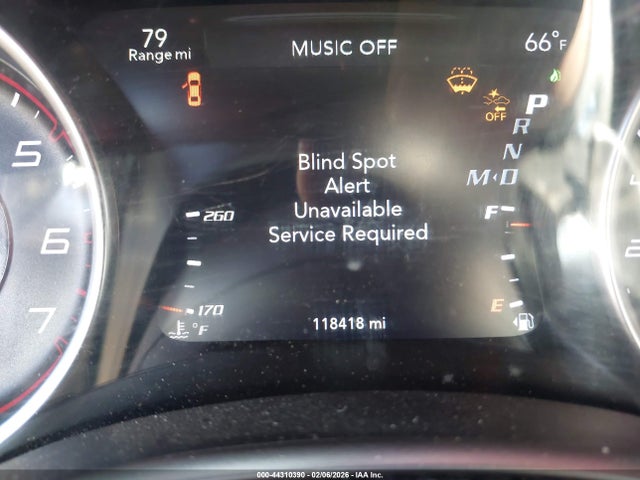 79
Range mi
MUSIC OFF
66°F
OFF
P
R
N
M‹D
Blind Spot
Alert
Unavailable
Service Required
5
6
7
260
170
°F
F
E
118418 mi
000-44310390 - 02/06/2026 - IAA Inc.